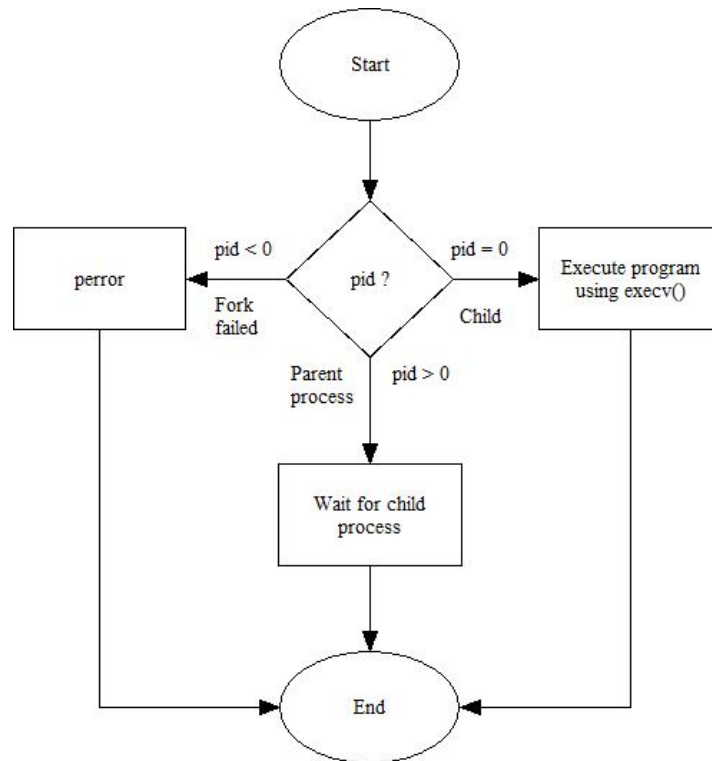 Start
pid < 0
pid = 0
perror
pid ?
Execute program
using execv()
Fork
failed
Child
Parent
process
pid > 0
Wait for child
process
End